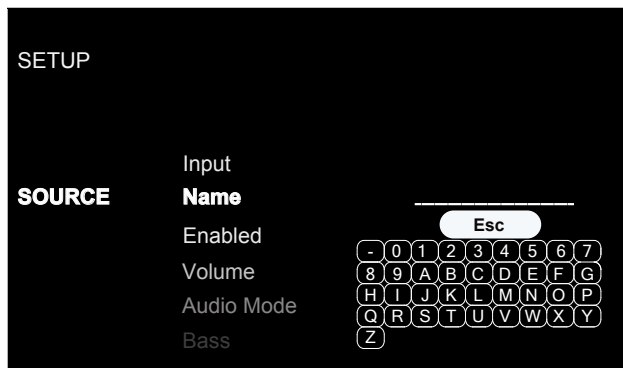 SETUP
Input
SOURCE Name ______________
Esc
Enabled
- 0 1 2 3 4 5 6 7
Volume
8 9 A B C D E F G
H I J K L M N O P
Audio Mode
Q R S T U V W X Y
Bass
Z